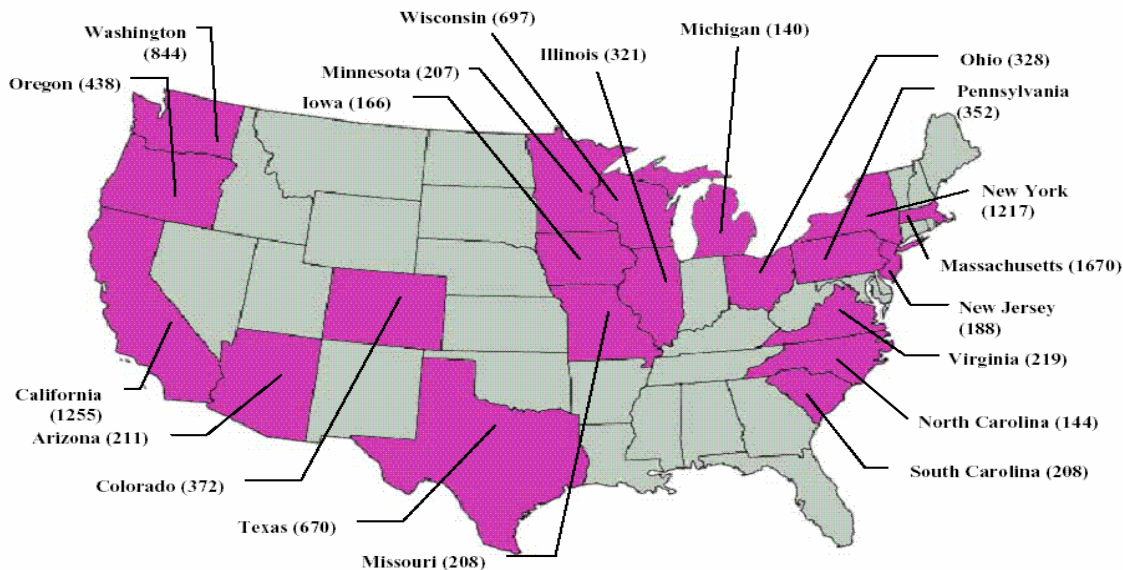 Wisconsin (697)
Michigan (140)
Washington
(844)
Illinois (321)
Ohio (328)
Minnesota (207)
Oregon (438)
Pennsylvania
(352)
Iowa (166)
New York
(1217)
Massachusetts (1670)
New Jersey
(188)
Virginia (219)
California
(1255)
North Carolina (144)
Arizona (211)
South Carolina (208)
Colorado (372)
Texas (670)
Missouri (208)